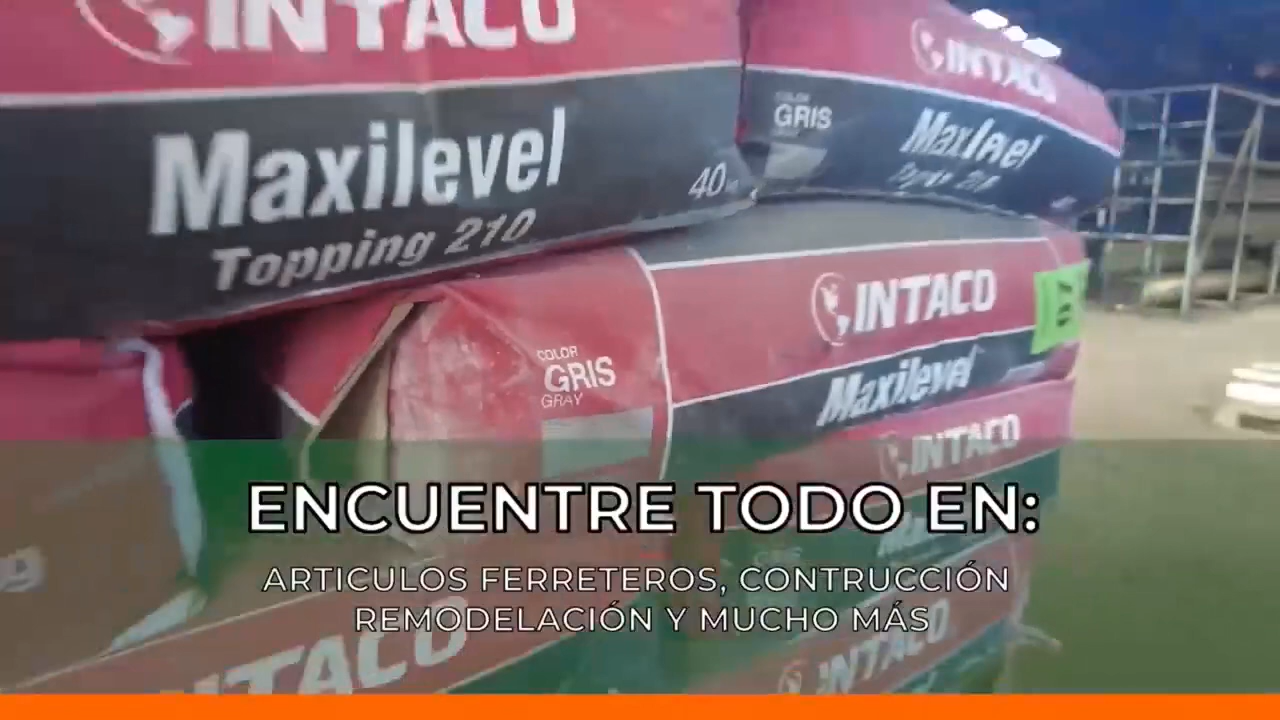 INTACO
Maxilevel
Topping 210
40
INTACO
COLOR
GRIS
COLOR
GRIS
GRAY
INTACO
Maxilevel
INTACO
ENCUENTRE TODO EN:
ARTICULOS FERRETEROS, CONTRUCCIÓN
REMODELACIÓN Y MUCHO MÁS
INTACO
INTACO